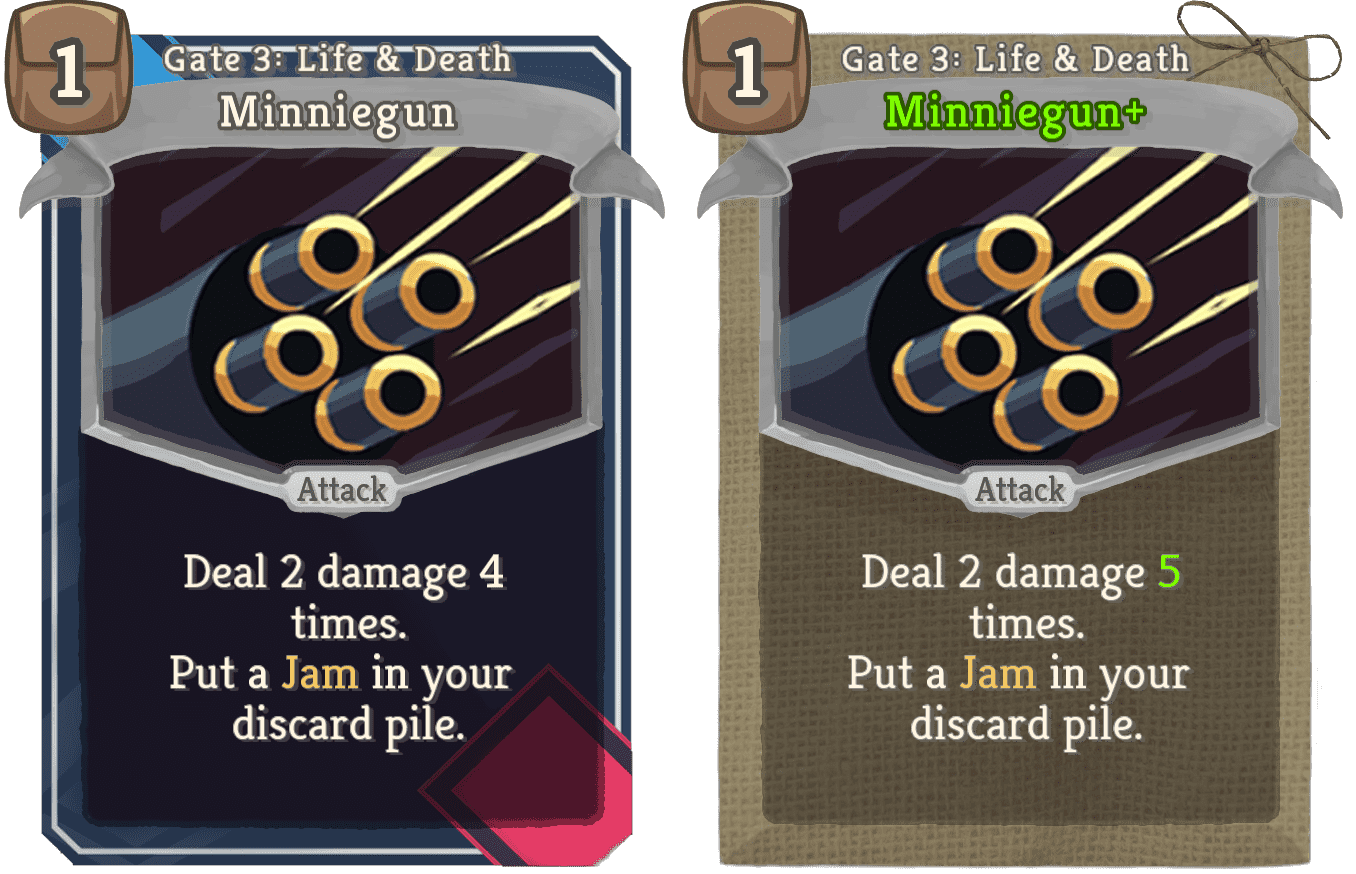 1
Gate 3: Life & Death
Minniegun
Attack
Deal 2 damage 4
times.
Put a Jam in your
discard pile.
1
Gate 3: Life & Death
Minniegun+
Attack
Deal 2 damage 5
times.
Put a Jam in your
discard pile.